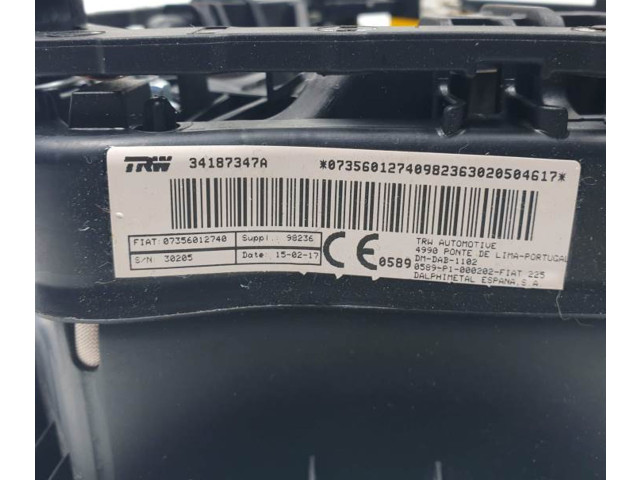 TRW 34187347A *07356012740982363020504617*
FIAT:07356012740 Suppl.: 98236
S/N: 30205 Date: 15-02-17
CE 0589
TRW AUTOMOTIVE
4990 PONTE DE LIMA-PORTUGAL
DM-DAB-1102
0589-P1-000202-FIAT 225
DALPHIMETAL ESPANA,S.A